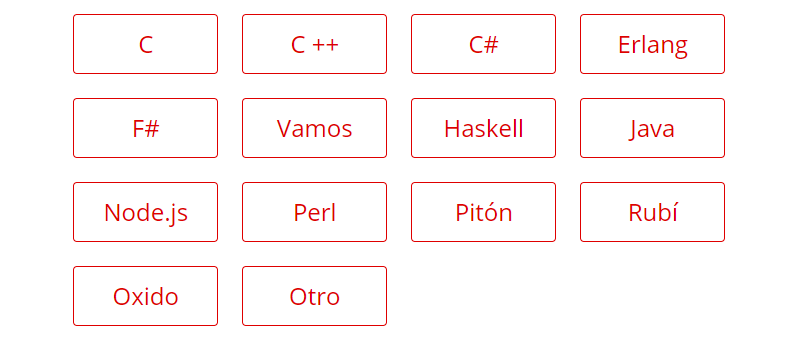 C C ++ C# Erlang
F# Vamos Haskell Java
Node.js Perl Pitón Rubí
Oxido Otro